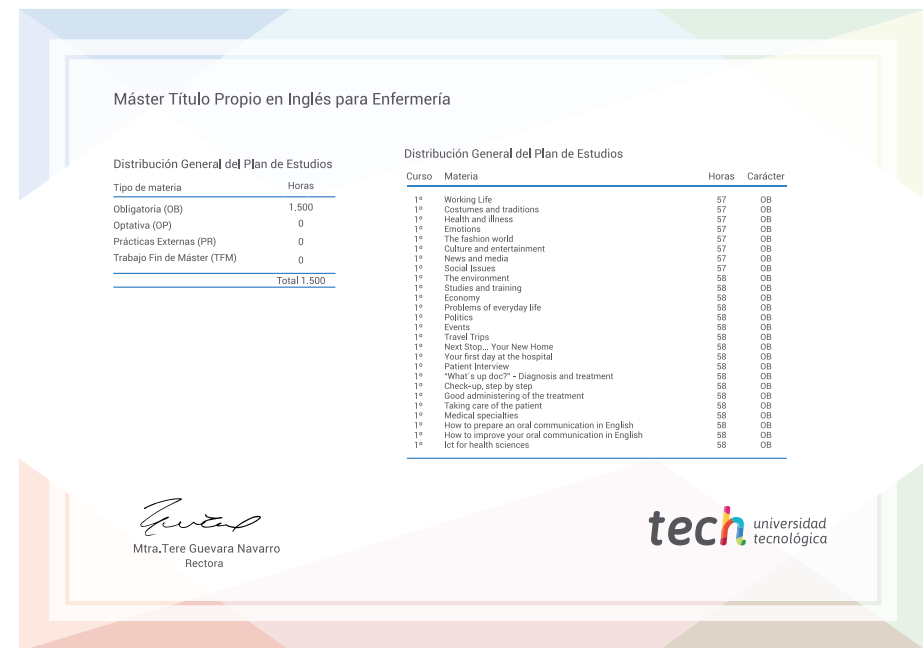 Máster Título Propio en Inglés para Enfermería
Distribución General del Plan de Estudios
Tipo de materia Horas
Obligatoria (OB) 1.500
Optativa (OP) 0
Prácticas Externas (PR) 0
Trabajo Fin de Máster (TFM) 0
Total 1.500
Distribución General del Plan de Estudios
Curso Materia Horas Carácter
1º Working Life 57 OB
1º Costumes and traditions 57 OB
1º Health and illness 57 OB
1º Emotions 57 OB
1º The fashion world 57 OB
1º Culture and entertainment 57 OB
1º News and media 57 OB
1º Social Issues 57 OB
1º The environment 58 OB
1º Studies and training 58 OB
1º Economy 58 OB
1º Problems of everyday life 58 OB
1º Politics 58 OB
1º Events 58 OB
1º Travel Trips 58 OB
1º Next Stop... Your New Home 58 OB
1º Your first day at the hospital 58 OB
1º Patient Interview 58 OB
1º "What´s up doc?" - Diagnosis and treatment 58 OB
1º Check-up, step by step 58 OB
1º Good administering of the treatment 58 OB
1º Taking care of the patient 58 OB
1º Medical specialties 58 OB
1º How to prepare an oral communication in English 58 OB
1º How to improve your oral communication in English 58 OB
1º Ict for health sciences 58 OB
Mtra.Tere Guevara Navarro
Rectora
tech universidad
tecnológica